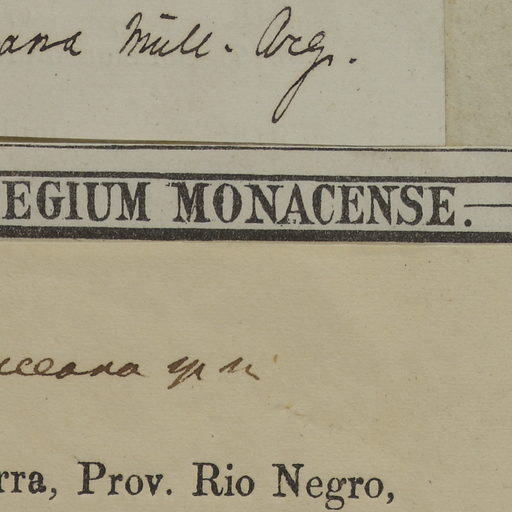 ana Müll. Arg.
EGIUM MONACENSE.
rra, Prov. Rio Negro,